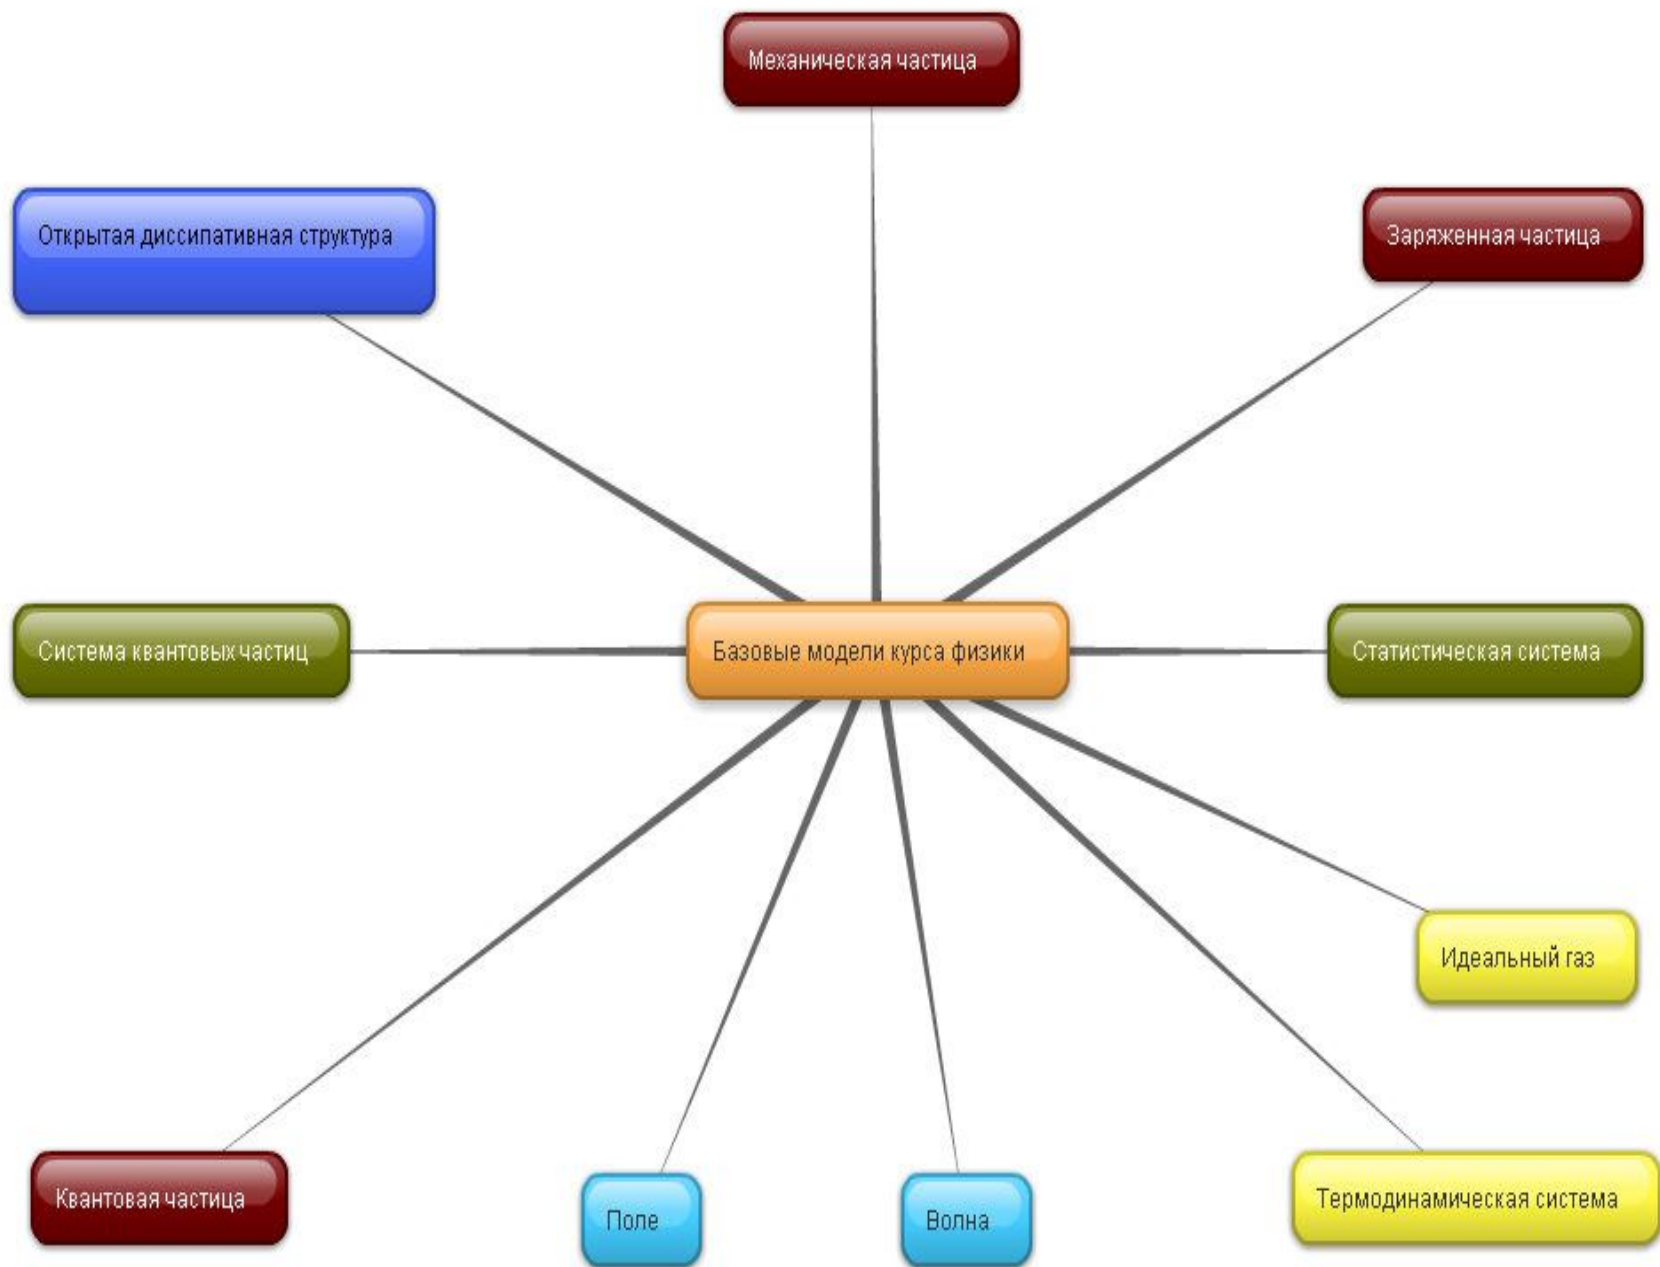 Механическая частица
Открытая диссипативная структура
Заряженная частица
Система квантовых частиц
Базовые модели курса физики
Статистическая система
Идеальный газ
Квантовая частица
Поле
Волна
Термодинамическая система